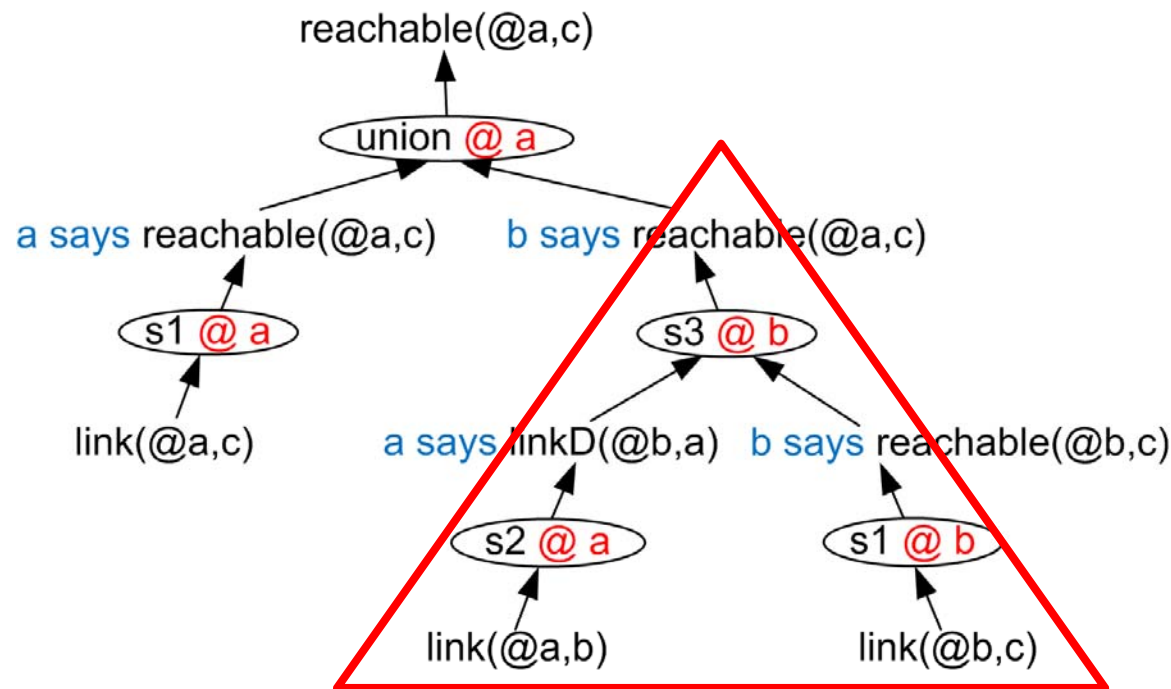 reachable(@a,c)
union @ a
a says reachable(@a,c)
b says reachable(@a,c)
s1 @ a
s3 @ b
link(@a,c)
a says linkD(@b,a)
b says reachable(@b,c)
s2 @ a
s1 @ b
link(@a,b)
link(@b,c)